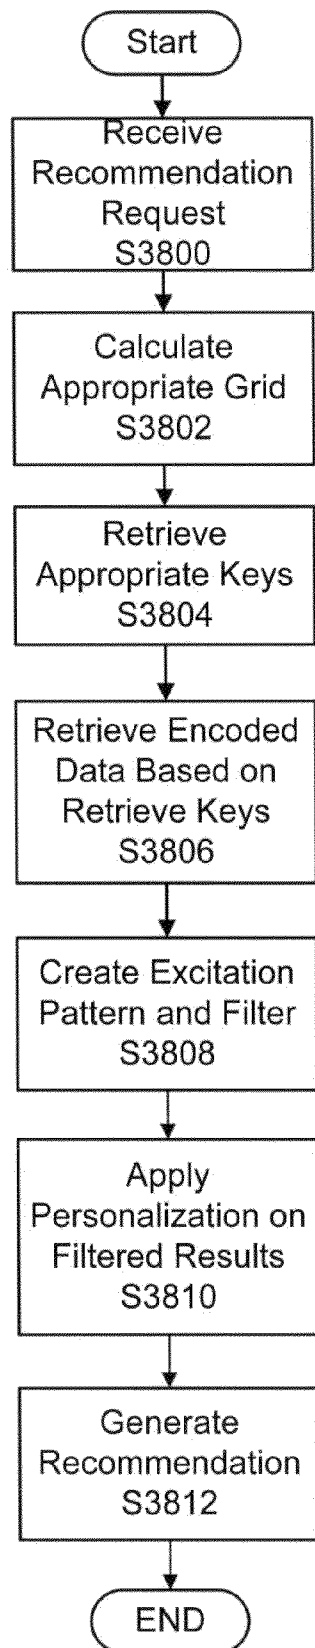 Start
Receive
Recommendation
Request
S3800
Calculate
Appropriate Grid
S3802
Retrieve
Appropriate Keys
S3804
Retrieve Encoded
Data Based on
Retrieve Keys
S3806
Create Excitation
Pattern and Filter
S3808
Apply
Personalization on
Filtered Results
S3810
Generate
Recommendation
S3812
END